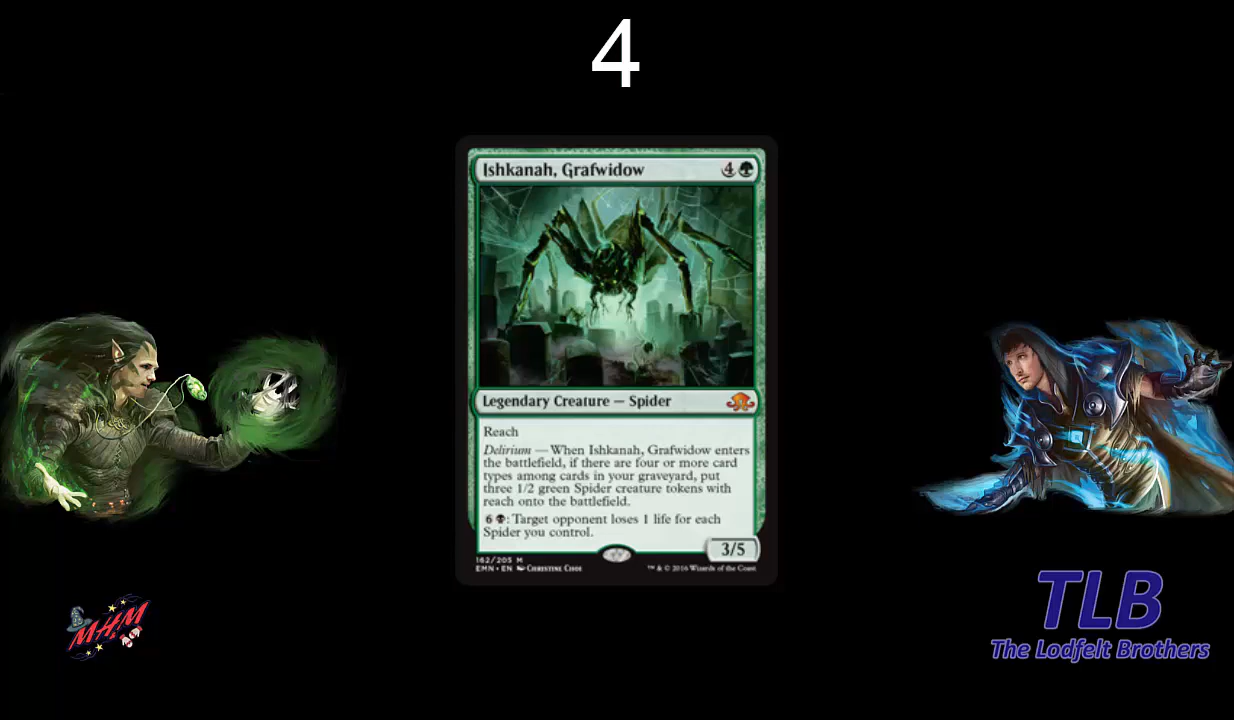 4
Ishkanah, Grafwidow 4
Legendary Creature — Spider
Reach
Delirium — When Ishkanah, Grafwidow enters
the battlefield, if there are four or more card
types among cards in your graveyard, put
three 1/2 green Spider creature tokens with
reach onto the battlefield.
6 : Target opponent loses 1 life for each
Spider you control.
3/5
162/205 M
EMN • EN Christine Choi
™ & © 2016 Wizards of the Coast
MHM
TLB
The Lodfelt Brothers